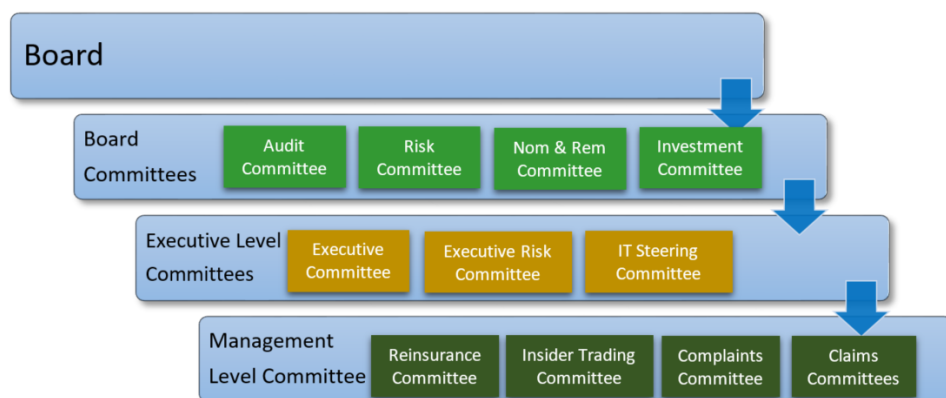 Board
Board
Committees
Audit
Committee
Risk
Committee
Nom & Rem
Committee
Investment
Committee
Executive Level
Committees
Executive
Committee
Executive Risk
Committee
IT Steering
Committee
Management
Level Committee
Reinsurance
Committee
Insider Trading
Committee
Complaints
Committee
Claims
Committees